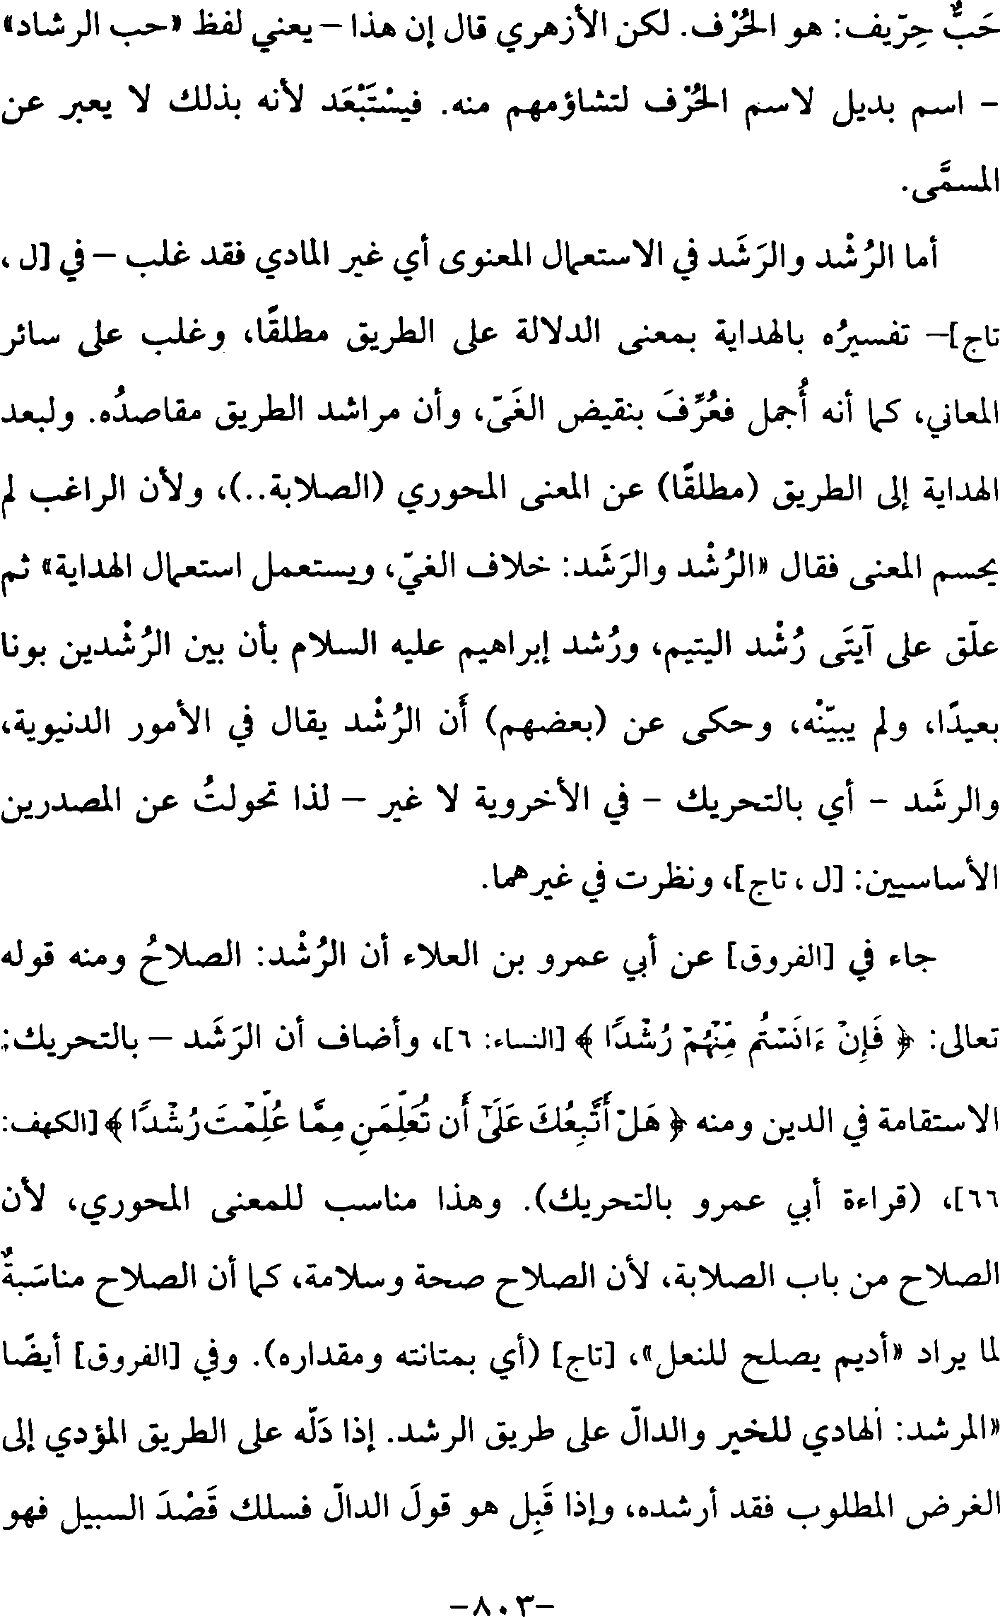 حَبٌّ حِرّيف: هو الحُرْف. لكن الأزهري قال إن هذا – يعني لفظ «حب الرشاد»
– اسم بديل لاسم الحُرْف لتشاؤمهم منه. فيسْتَبْعَد لأنه بذلك لا يعبر عن
المسمَّى.
أما الرُشْد والرَشَد في الاستعمال المعنوى أي غير المادي فقد غلب – في [ل ،
تاج]– تفسيرُه بالهداية بمعنى الدلالة على الطريق مطلقًا، وغلب على سائر
المعاني، كما أنه أُجمل فعُرِّفَ بنقيض الغَيّ، وأن مراشد الطريق مقاصدُه. ولبعد
الهداية إلى الطريق (مطلقًا) عن المعنى المحوري (الصلابة..)، ولأن الراغب لم
يحسم المعنى فقال «الرُشْد والرَشَد: خلاف الغيّ، ويستعمل استعمال الهداية» ثم
علّق على آيتَى رُشْد اليتيم، ورُشد إبراهيم عليه السلام بأن بين الرُشْدين بونا
بعيدًا، ولم يبيّنْه، وحكى عن (بعضهم) أَن الرُشْد يقال في الأمور الدنيوية،
والرشَد – أي بالتحريك – في الأخروية لا غير – لذا تحولتُ عن المصدرين
الأساسيين: [ل ، تاج]، ونظرت في غيرهما.
جاء في [الفروق] عن أبي عمرو بن العلاء أن الرُشْد: الصلاحُ ومنه قوله
تعالى: ﴿ فَإِنْ ءَانَسْتُم مِّنْهُمْ رُشْدًا ﴾ [النساء: ٦]، وأضاف أن الرَشَد – بالتحريك:
الاستقامة في الدين ومنه ﴿ هَلْ أَتَّبِعُكَ عَلَىٰٓ أَن تُعَلِّمَنِ مِمَّا عُلِّمْتَ رُشْدًا ﴾ [الكهف:
٦٦]، (قراءة أبي عمرو بالتحريك). وهذا مناسب للمعنى المحوري، لأن
الصلاح من باب الصلابة، لأن الصلاح صحة وسلامة، كما أن الصلاح مناسَبةٌ
لما يراد «أديم يصلح للنعل»، [تاج] (أي بمتانته ومقداره). وفي [الفروق] أيضًا
«المرشد: الهادي للخير والدالّ على طريق الرشد. إذا دَلّه على الطريق المؤدي إلى
الغرض المطلوب فقد أرشده، وإذا قَبِل هو قولَ الدالّ فسلك قَصْدَ السبيل فهو
–٨٠٣–